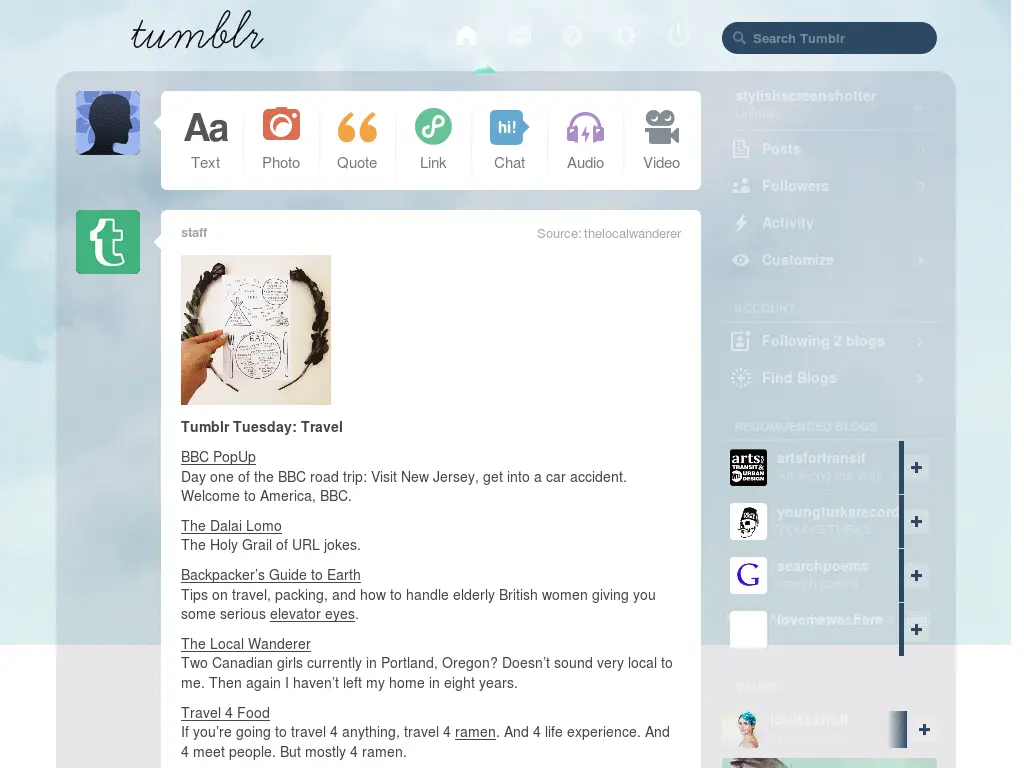 tumblr
Search Tumblr
Aa
hi!
Text
Photo
Quote
Link
Chat
Audio
Video
staff
Source: thelocalwanderer
EAT
Tumblr Tuesday: Travel
BBC PopUp
Day one of the BBC road trip: Visit New Jersey, get into a car accident.
Welcome to America, BBC.
The Dalai Lomo
The Holy Grail of URL jokes.
Backpacker’s Guide to Earth
Tips on travel, packing, and how to handle elderly British women giving you
some serious elevator eyes.
The Local Wanderer
Two Canadian girls currently in Portland, Oregon? Doesn’t sound very local to
me. Then again I haven’t left my home in eight years.
Travel 4 Food
If you’re going to travel 4 anything, travel 4 ramen. And 4 life experience. And
4 meet people. But mostly 4 ramen.
stylishscreenshotter
Untitled
Posts
Followers
Activity
Customize
ACCOUNT
Following 2 blogs
Find Blogs
RECOMMENDED BLOGS
arts
TRANSIT &
URBAN
DESIGN
artsfortransit
Art Along the Way
youngturksrecord
YOUNG TURKS
G
searchpoems
search poems
lovenewashere